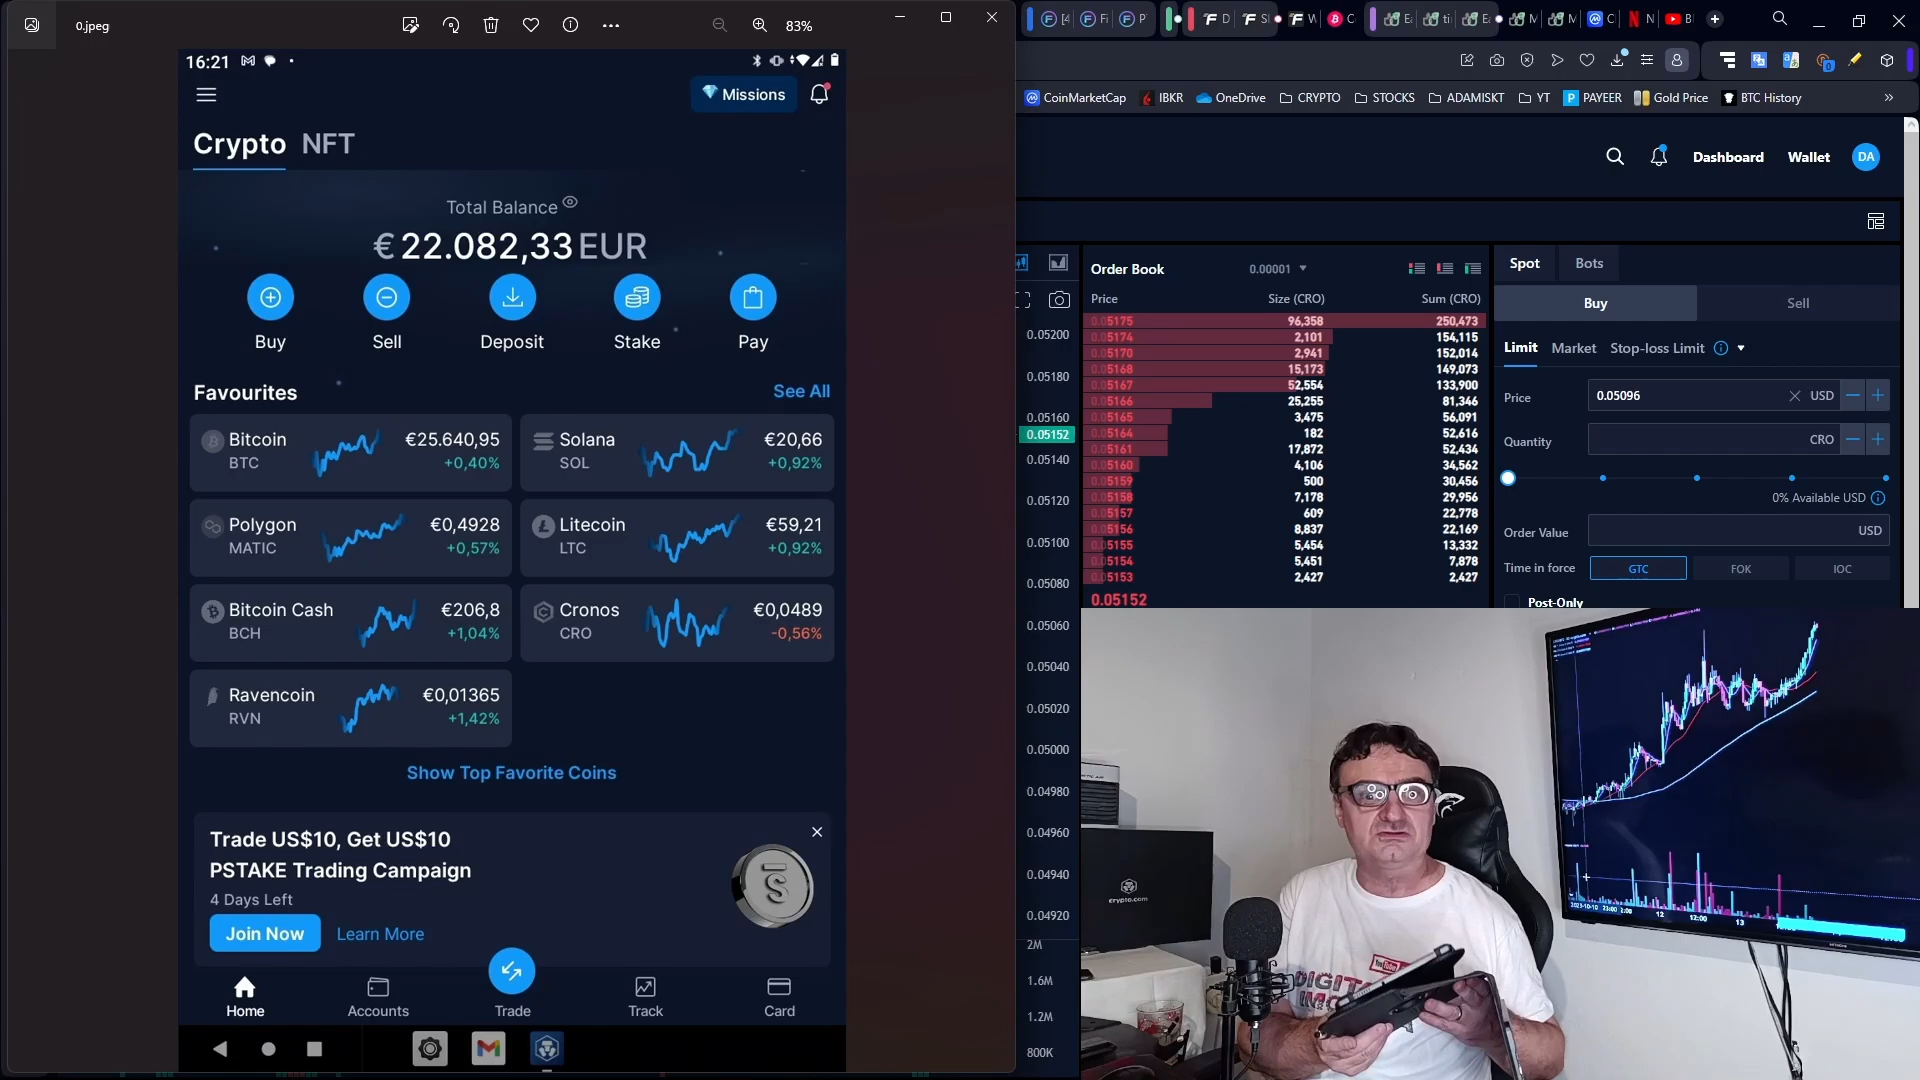 0.jpeg
83%
16:21
Missions
Crypto NFT
Total Balance
€22.082,33 EUR
Buy Sell Deposit Stake Pay
Favourites See All
Bitcoin €25.640,95
BTC +0,40%
Solana €20,66
SOL +0,92%
Polygon €0,4928
MATIC +0,57%
Litecoin €59,21
LTC +0,92%
Bitcoin Cash €206,8
BCH +1,04%
Cronos €0,0489
CRO -0,56%
Ravencoin €0,01365
RVN +1,42%
Show Top Favorite Coins
Trade US$10, Get US$10
PSTAKE Trading Campaign
4 Days Left
Join Now Learn More
Home Accounts Trade Track Card
CoinMarketCap IBKR OneDrive CRYPTO STOCKS ADAMISKT YT PAYEER Gold Price BTC History
Dashboard Wallet DA
0.05200
0.05180
0.05160
0.05152
0.05140
0.05120
0.05100
0.05080
0.05060
0.05040
0.05020
0.05000
0.04980
0.04960
0.04940
0.04920
2M
1.6M
1.2M
800K
Order Book 0.00001
Price Size (CRO) Sum (CRO)
0.05175 96,358 250,473
0.05174 2,101 154,115
0.05170 2,941 152,014
0.05168 15,173 149,073
0.05167 52,554 133,900
0.05166 25,255 81,346
0.05165 3,475 56,091
0.05164 182 52,616
0.05161 17,872 52,434
0.05160 4,106 34,562
0.05159 500 30,456
0.05158 7,178 29,956
0.05157 609 22,778
0.05156 8,837 22,169
0.05155 5,454 13,332
0.05154 5,451 7,878
0.05153 2,427 2,427
0.05152
Spot Bots
Buy Sell
Limit Market Stop-loss Limit
Price 0.05096 USD
Quantity CRO
0% Available USD
Order Value USD
Time in force GTC FOK IOC
Post-Only
crypto.com
YouTube